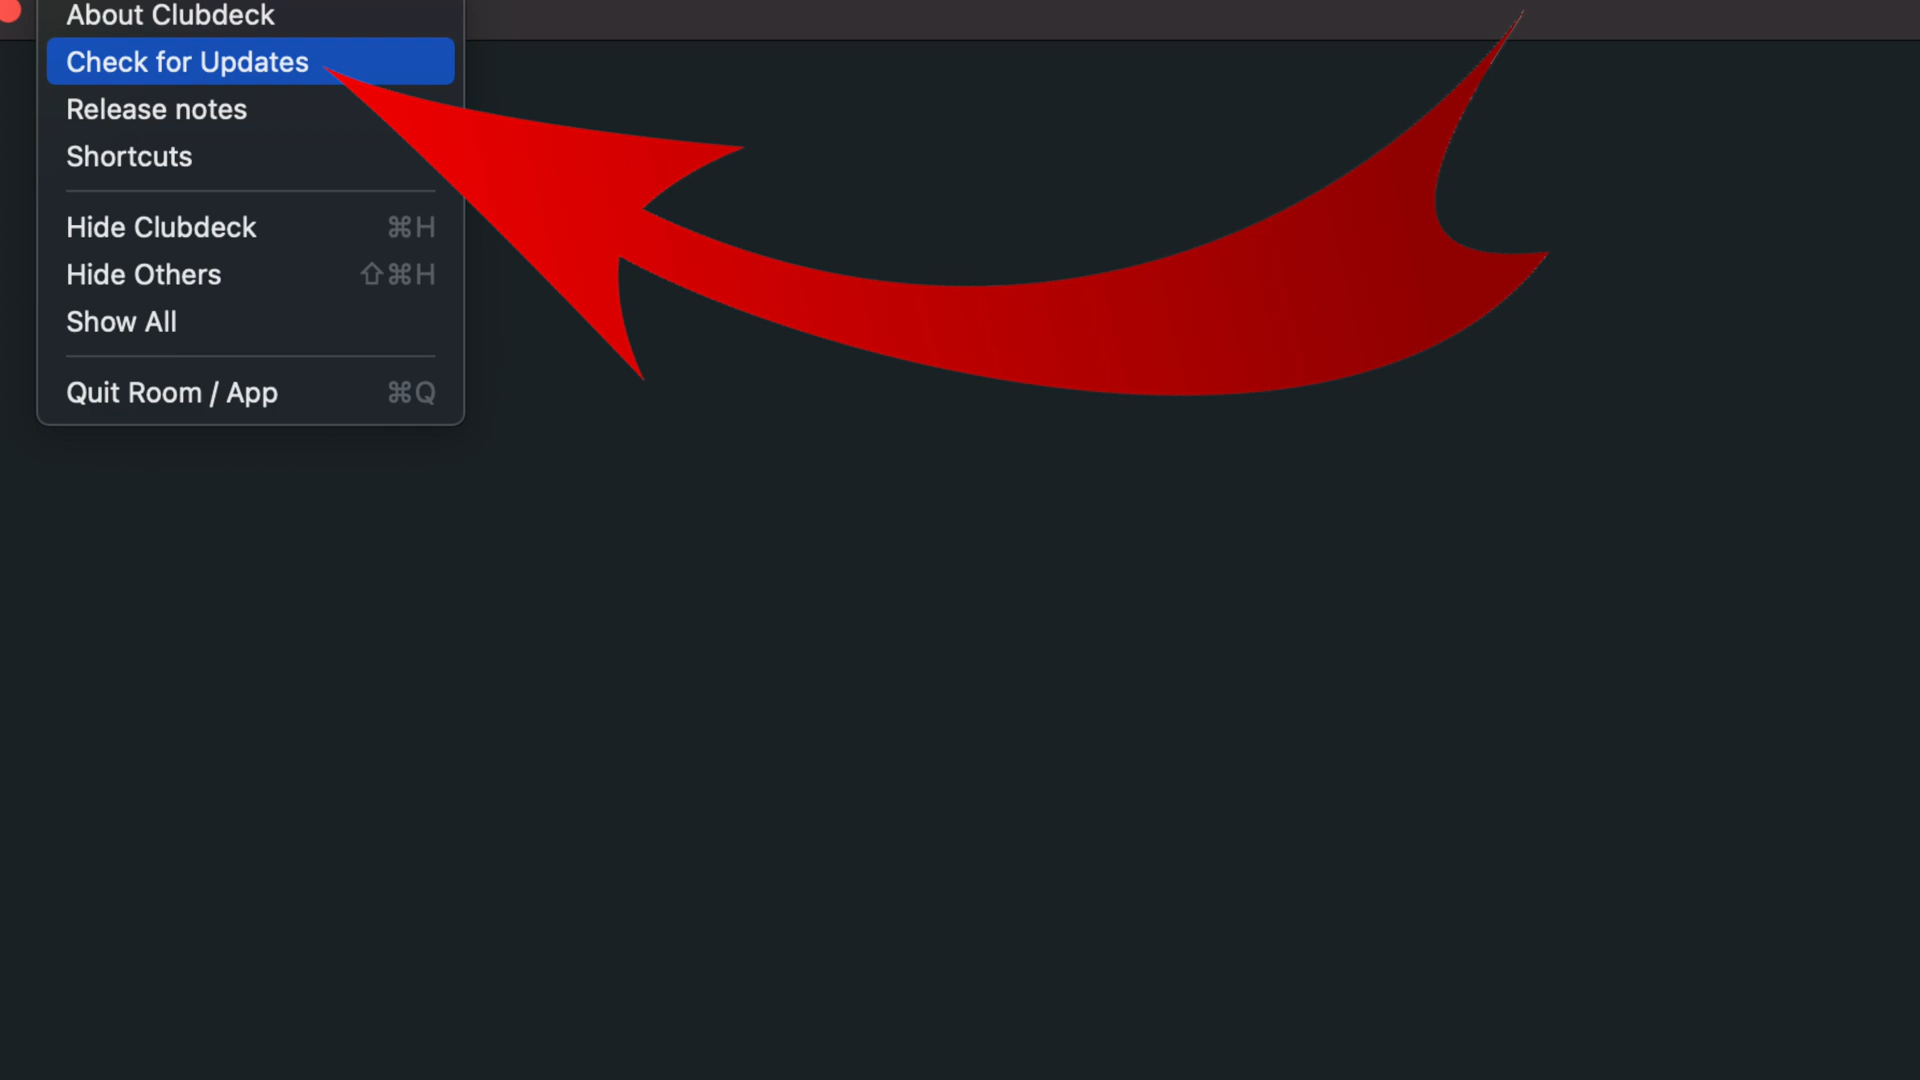 About Clubdeck
Check for Updates
Release notes
Shortcuts
Hide Clubdeck ⌘H
Hide Others ⇧⌘H
Show All
Quit Room / App ⌘Q